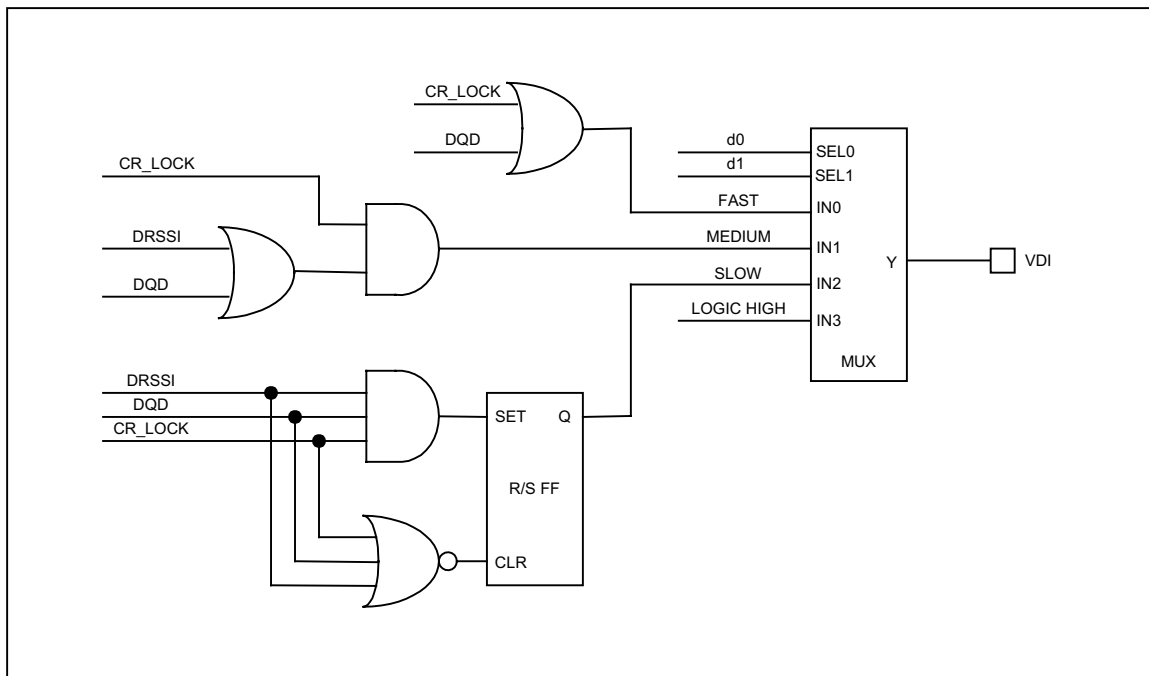 CR_LOCK
DQD
CR_LOCK
DRSSI
DQD
d0
d1
FAST
MEDIUM
SLOW
LOGIC HIGH
SEL0
SEL1
IN0
IN1
IN2
IN3
Y
MUX
VDI
DRSSI
DQD
CR_LOCK
SET
Q
R/S FF
CLR